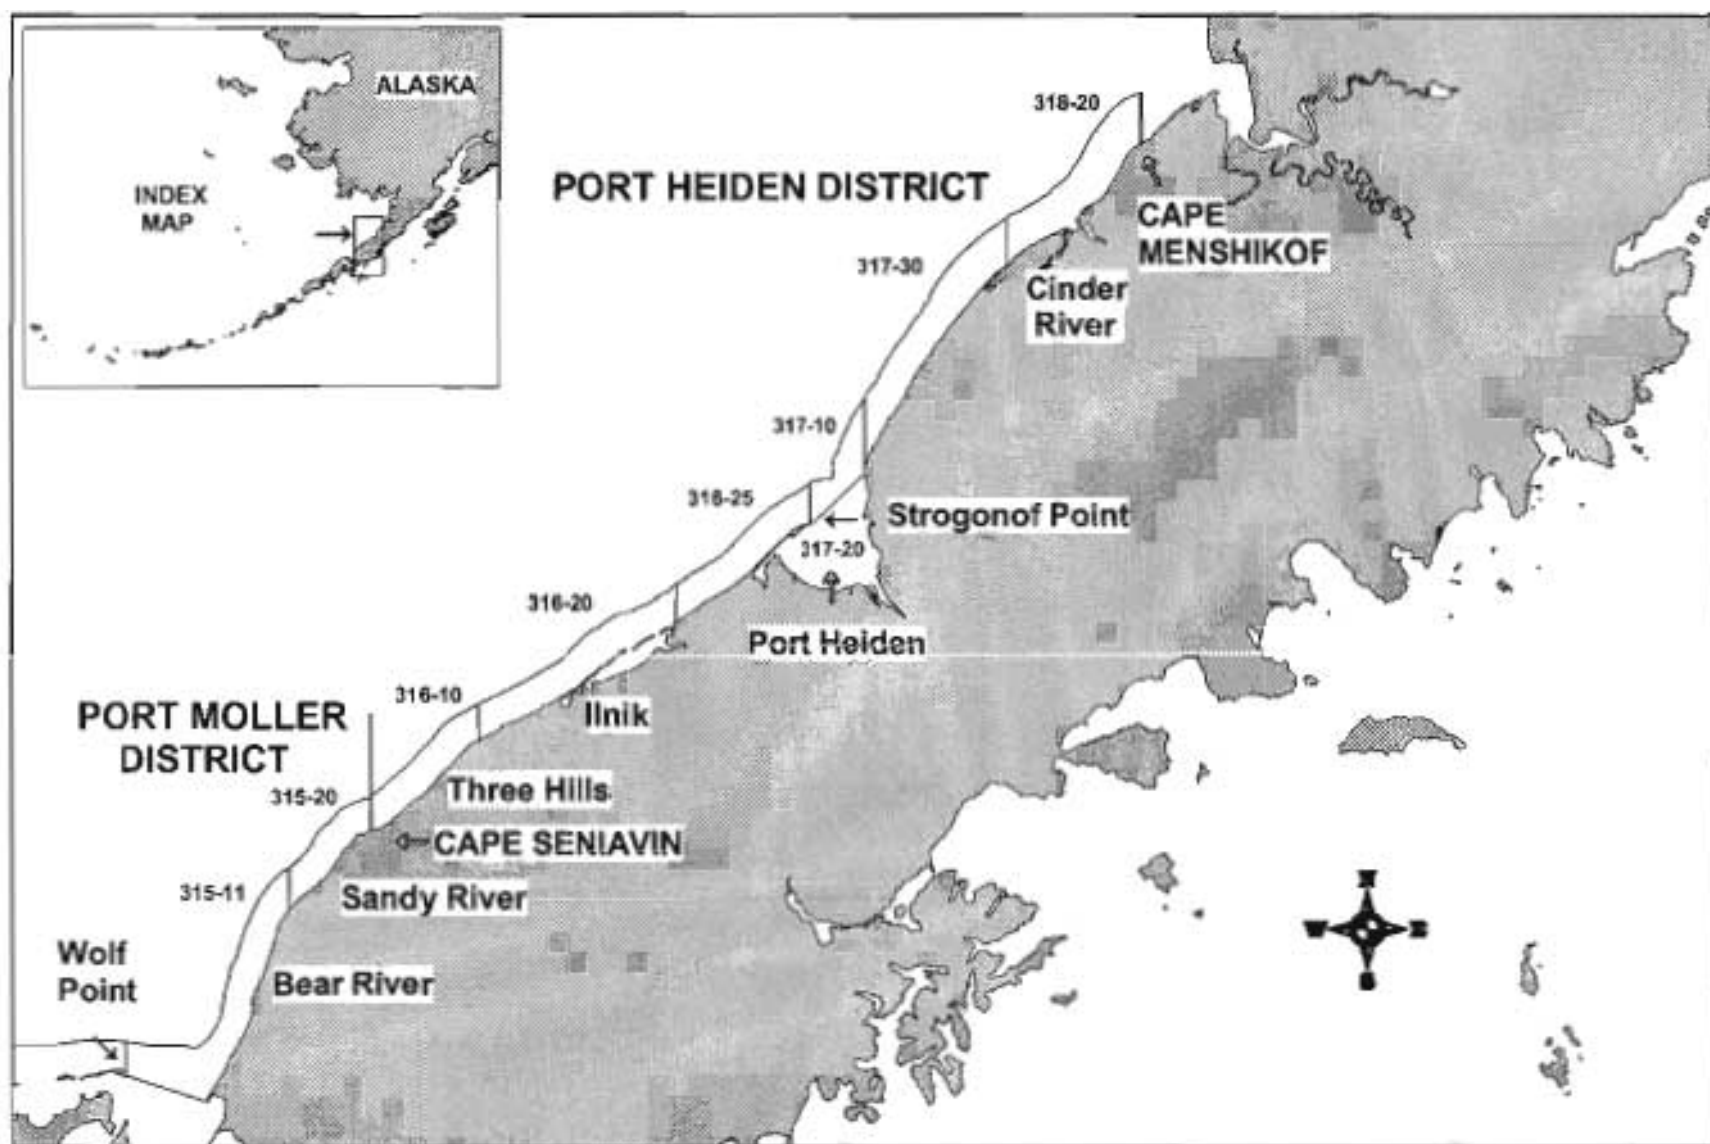 ALASKA
INDEX
MAP
318-20
PORT HEIDEN DISTRICT
CAPE
MENSHIKOF
317-30
Cinder
River
317-10
316-25
Strogonof Point
317-20
316-20
Port Heiden
316-10
Ilnik
PORT MOLLER
DISTRICT
315-20
Three Hills
CAPE SENIAVIN
315-11
Sandy River
Wolf
Point
Bear River
N
W
E
S